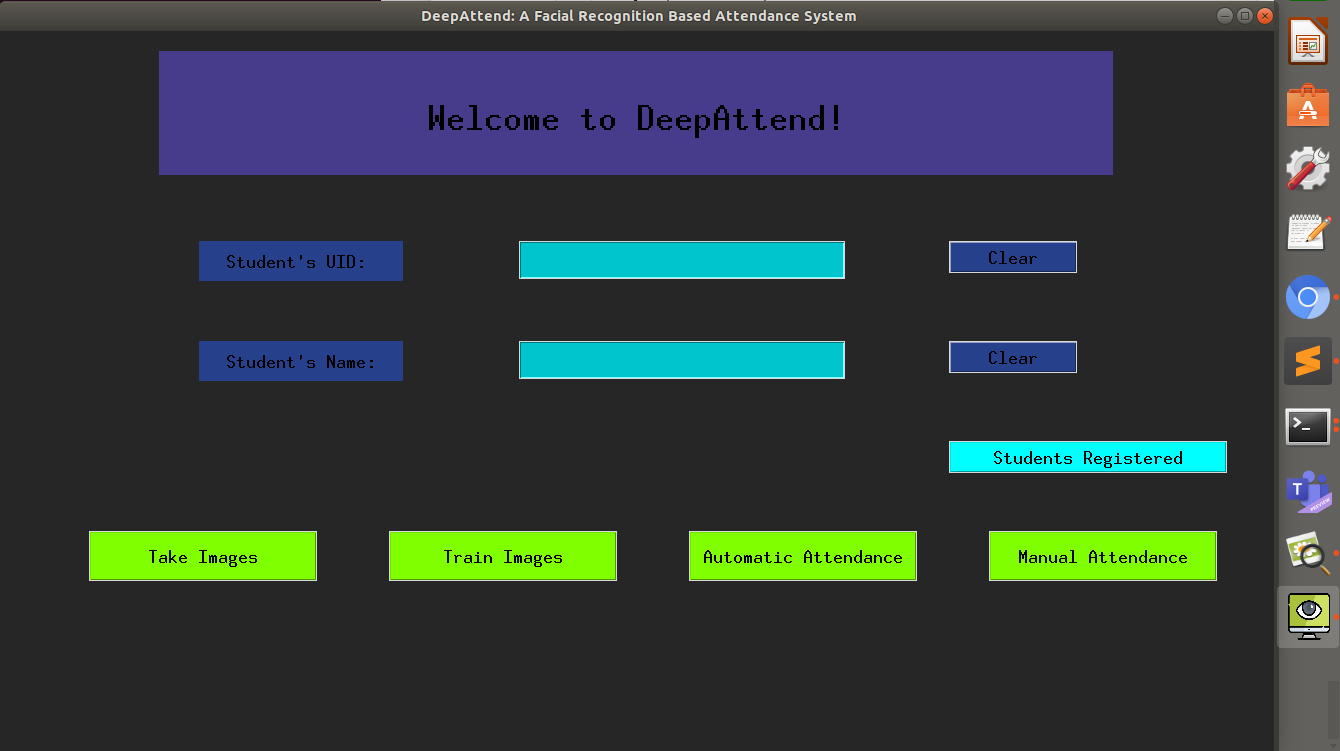 DeepAttend: A Facial Recognition Based Attendance System
Welcome to DeepAttend!
Student's UID:
Clear
Student's Name:
Clear
Students Registered
Take Images
Train Images
Automatic Attendance
Manual Attendance
A
>_
T
PREVIEW